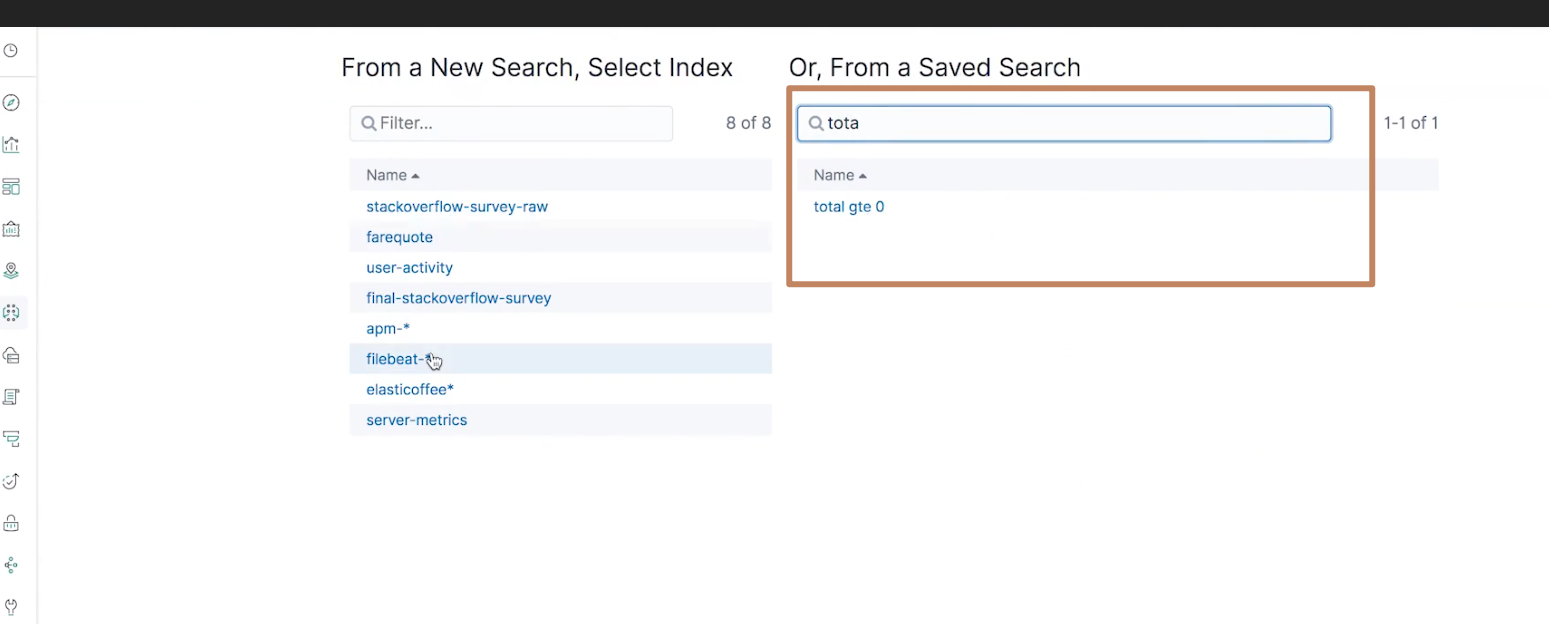 From a New Search, Select Index
Filter...
8 of 8
Name
stackoverflow-survey-raw
farequote
user-activity
final-stackoverflow-survey
apm-*
filebeat-*
elasticoffee*
server-metrics
Or, From a Saved Search
tota
1-1 of 1
Name
total gte 0